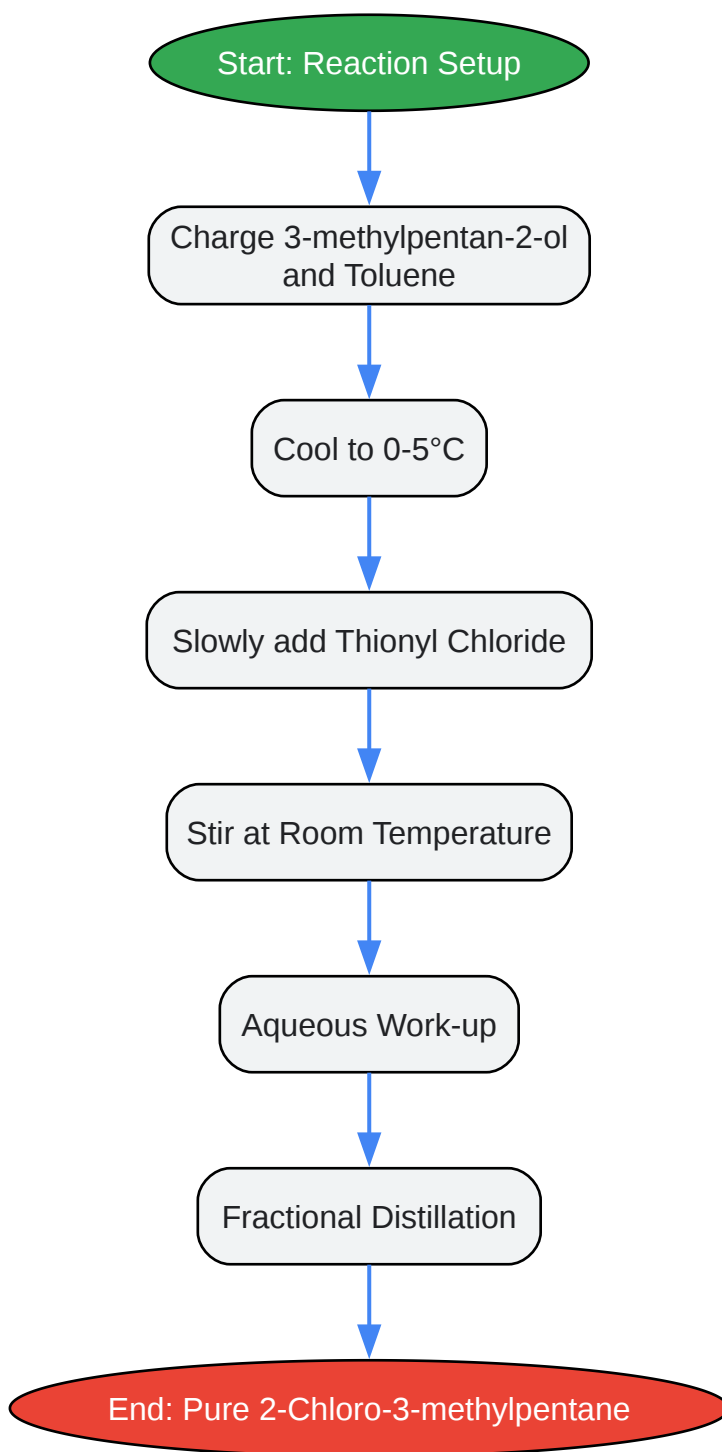 Start: Reaction Setup
Charge 3-methylpentan-2-ol
and Toluene
Cool to 0-5°C
Slowly add Thionyl Chloride
Stir at Room Temperature
Aqueous Work-up
Fractional Distillation
End: Pure 2-Chloro-3-methylpentane